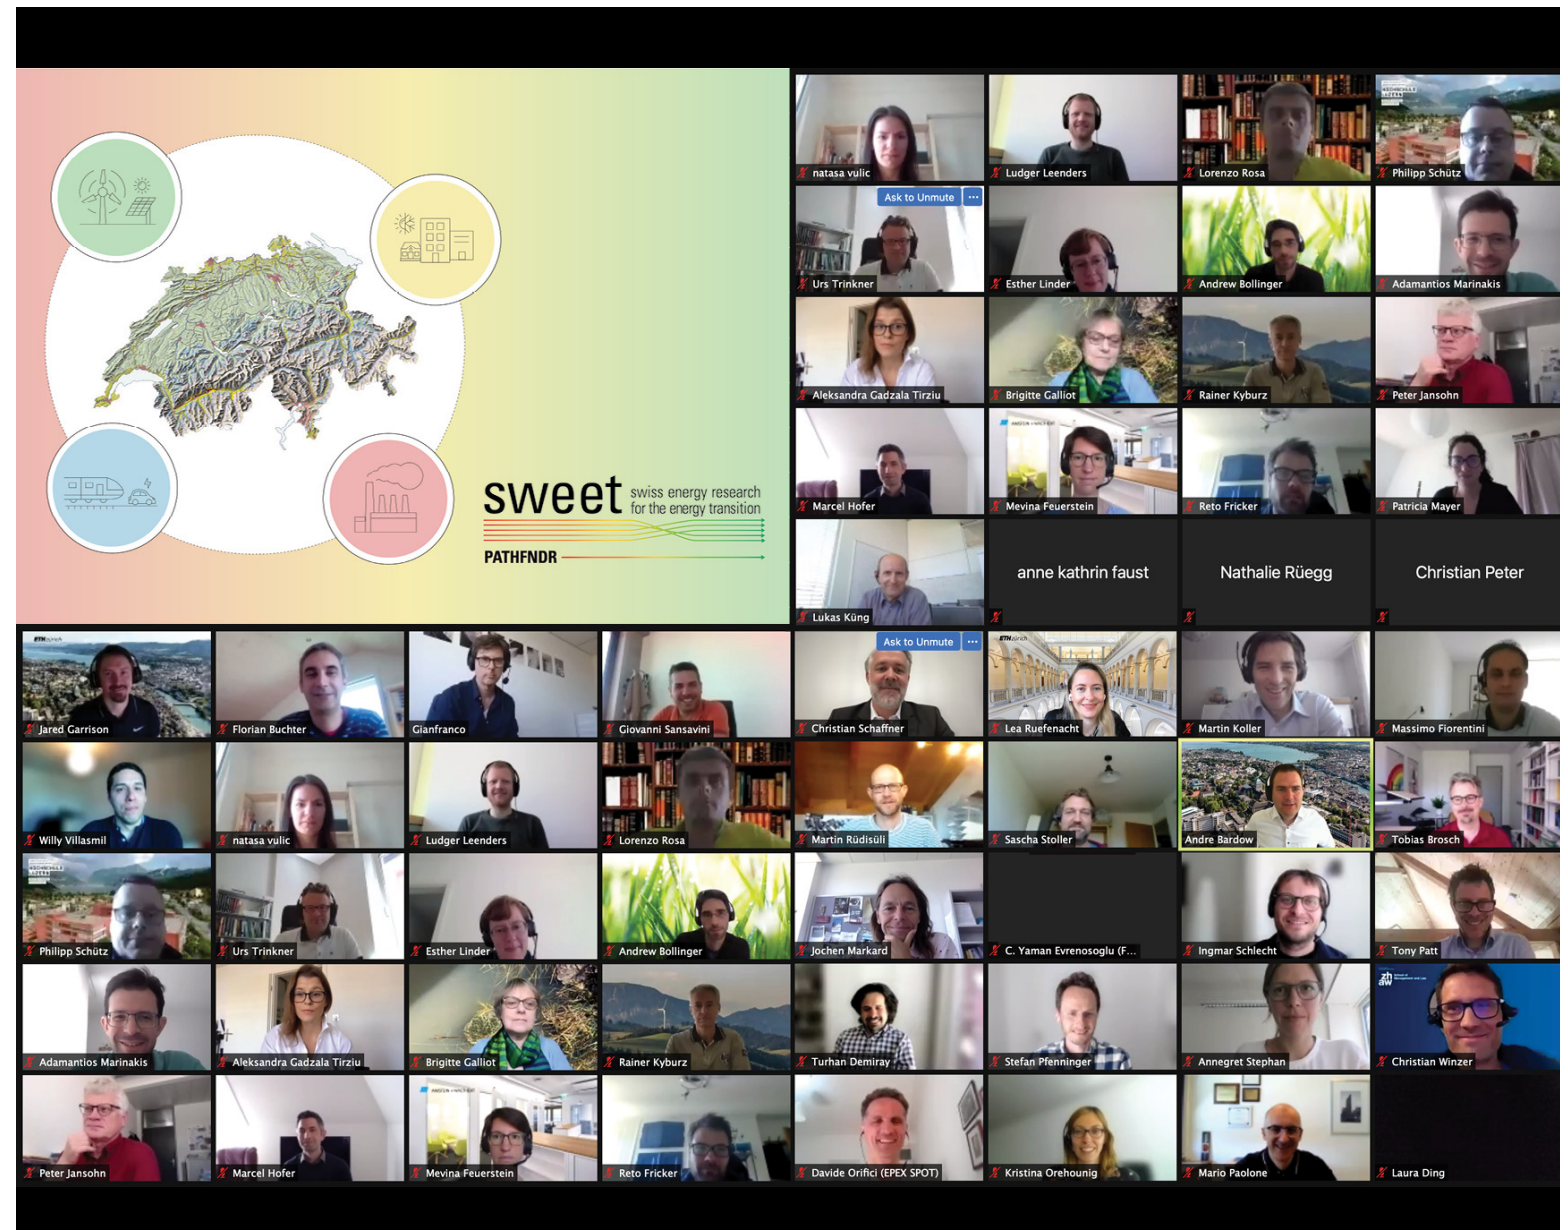 natasa vulic
Ludger Leenders
Lorenzo Rosa
Philipp Schütz
Ask to Unmute
Urs Trinkner
Esther Linder
Andrew Bollinger
Adamantios Marinakis
Aleksandra Gadzala Tirziu
Brigitte Galliot
Rainer Kyburz
Peter Jansohn
Marcel Hofer
Mevina Feuerstein
Reto Fricker
Patricia Mayer
sweet swiss energy research
for the energy transition
PATHFNDR
Lukas Küng
anne kathrin faust
Nathalie Rüegg
Christian Peter
ETH zürich
Jared Garrison
Florian Buchter
Gianfranco
Giovanni Sansavini
Ask to Unmute
Christian Schaffner
ETH zürich
Lea Ruefenacht
Martin Koller
Massimo Fiorentini
Willy Villasmil
natasa vulic
Ludger Leenders
Lorenzo Rosa
Martin Rüdisüli
Sascha Stoller
Andre Bardow
Tobias Brosch
Philipp Schütz
Urs Trinkner
Esther Linder
Andrew Bollinger
Jochen Markard
C. Yaman Evrenosoglu (F...
Ingmar Schlecht
Tony Patt
Adamantios Marinakis
Aleksandra Gadzala Tirziu
Brigitte Galliot
Rainer Kyburz
Turhan Demiray
Stefan Pfenninger
Annegret Stephan
zh
aw
Christian Winzer
Peter Jansohn
Marcel Hofer
Mevina Feuerstein
Reto Fricker
Davide Orifici (EPEX SPOT)
Kristina Orehounig
Mario Paolone
Laura Ding